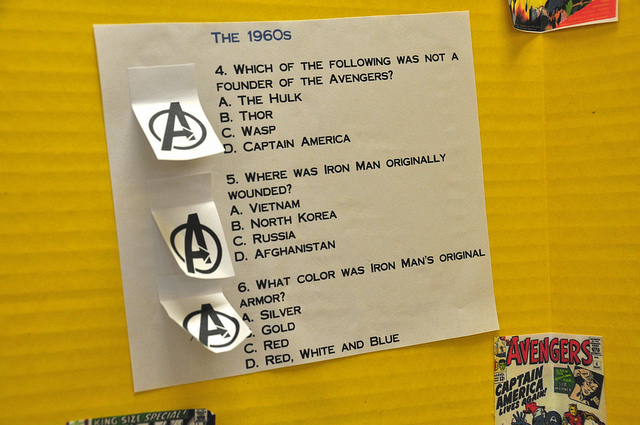 THE 1960s
4. WHICH OF THE FOLLOWING WAS NOT A
FOUNDER OF THE AVENGERS?
A. THE HULK
B. THOR
C. WASP
D. CAPTAIN AMERICA
5. WHERE WAS IRON MAN ORIGINALLY
WOUNDED?
A. VIETNAM
B. NORTH KOREA
C. RUSSIA
D. AFGHANISTAN
6. WHAT COLOR WAS IRON MAN'S ORIGINAL
ARMOR?
A. SILVER
. GOLD
C. RED
D. RED, WHITE AND BLUE
KING SIZE SPECIAL!
AVENGERS
CAPTAIN
AMERICA
LIVES AGAIN!